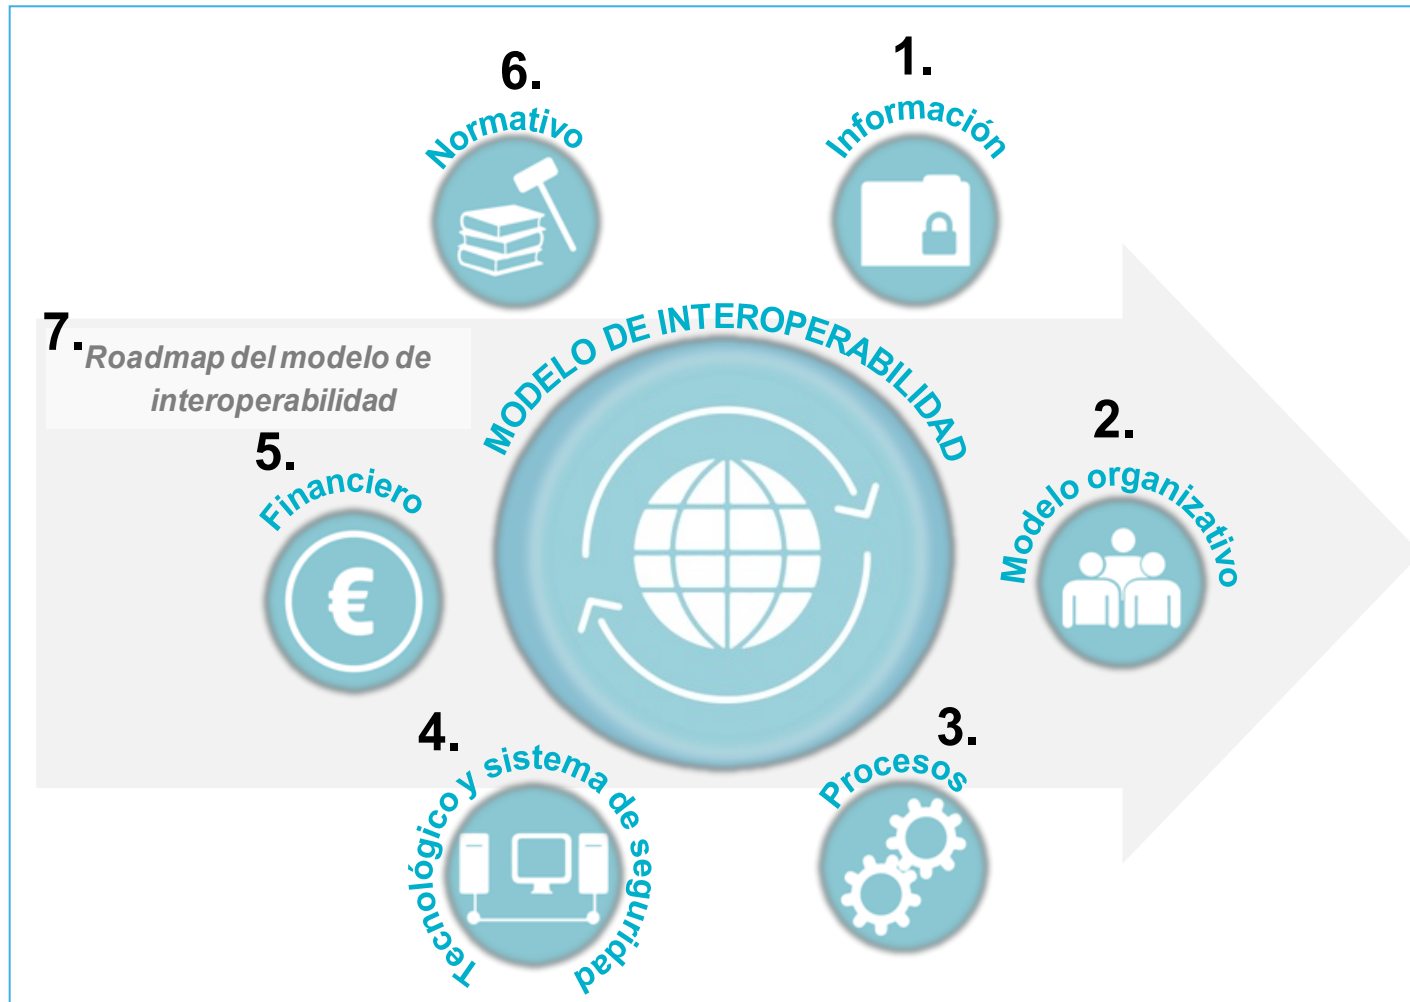 6.
Normativo
1.
Información
7.
Roadmap del modelo de
interoperabilidad
MODELO DE INTEROPERABILIDAD
2.
Modelo organizativo
5.
Financiero
€
4.
Tecnológico y sistema de seguridad
3.
Procesos